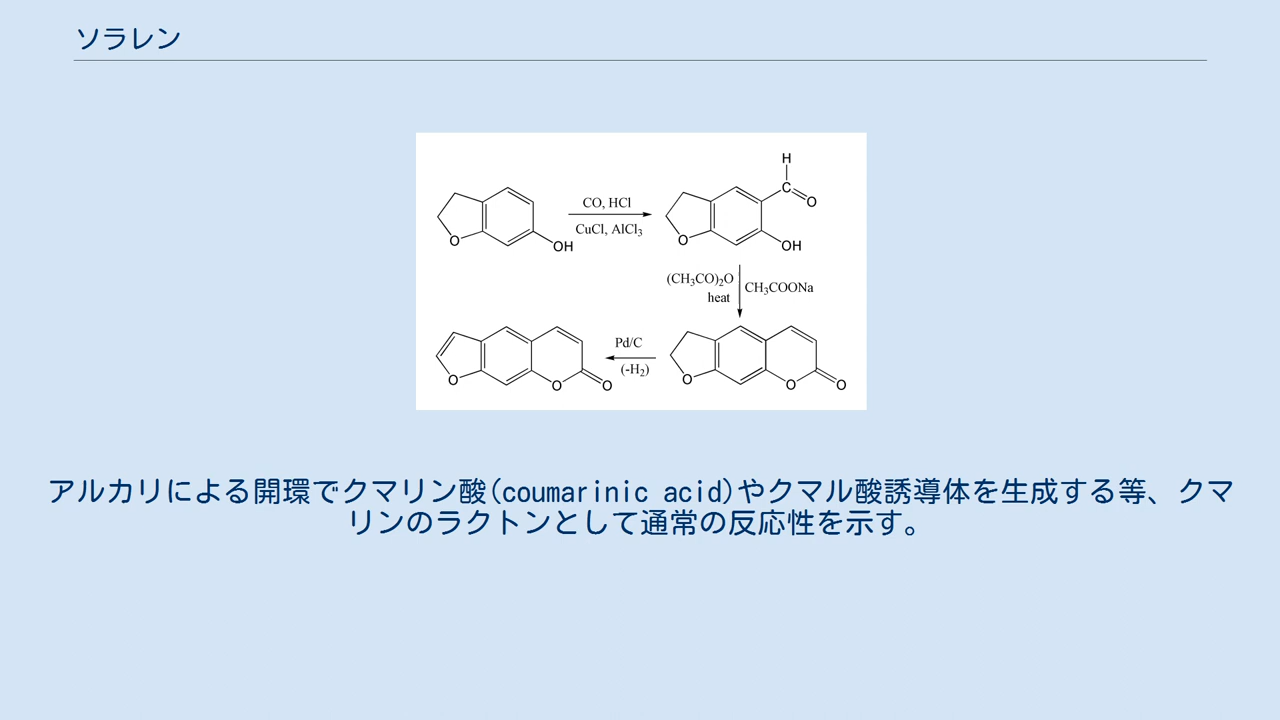 ソラレン
H
CO, HCl
C
O
CuCl, AlCl3
O
OH
O
OH
(CH3CO)2O
CH3COONa
heat
Pd/C
(-H2)
O
O
O
O
O
O
アルカリによる開環でクマリン酸(coumarinic acid)やクマル酸誘導体を生成する等、クマ
リンのラクトンとして通常の反応性を示す。